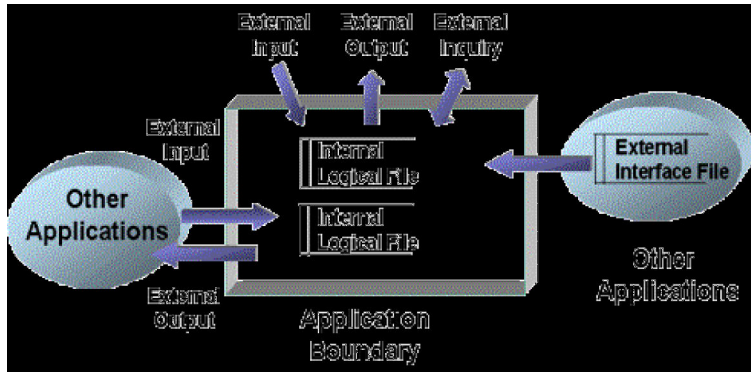 External
Input
External
Output
External
Inquiry
External
Input
Internal
Logical File
External
Interface File
Other
Applications
Internal
Logical File
External
Output
Application
Boundary
Other
Applications